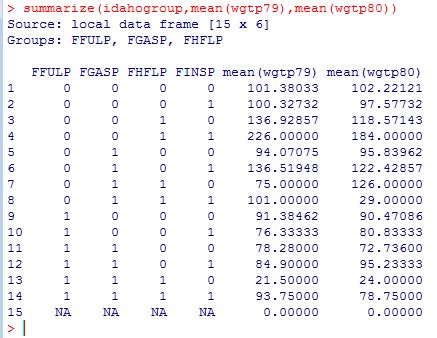 > summarize(idahogroup,mean(wgtp79),mean(wgtp80))
Source: local data frame [15 x 6]
Groups: FFULP, FGASP, FHFLP
FFULP FGASP FHFLP FINSP mean(wgtp79) mean(wgtp80)
1 0 0 0 0 101.38033 102.22121
2 0 0 0 1 100.32732 97.57732
3 0 0 1 0 136.92857 118.57143
4 0 0 1 1 226.00000 184.00000
5 0 1 0 0 94.07075 95.83962
6 0 1 0 1 136.51948 122.42857
7 0 1 1 0 75.00000 126.00000
8 0 1 1 1 101.00000 29.00000
9 1 0 0 0 91.38462 90.47086
10 1 0 0 1 76.33333 80.83333
11 1 1 0 0 78.28000 72.73600
12 1 1 0 1 84.90000 95.23333
13 1 1 1 0 21.50000 24.00000
14 1 1 1 1 93.75000 78.75000
15 NA NA NA NA 0.00000 0.00000
>